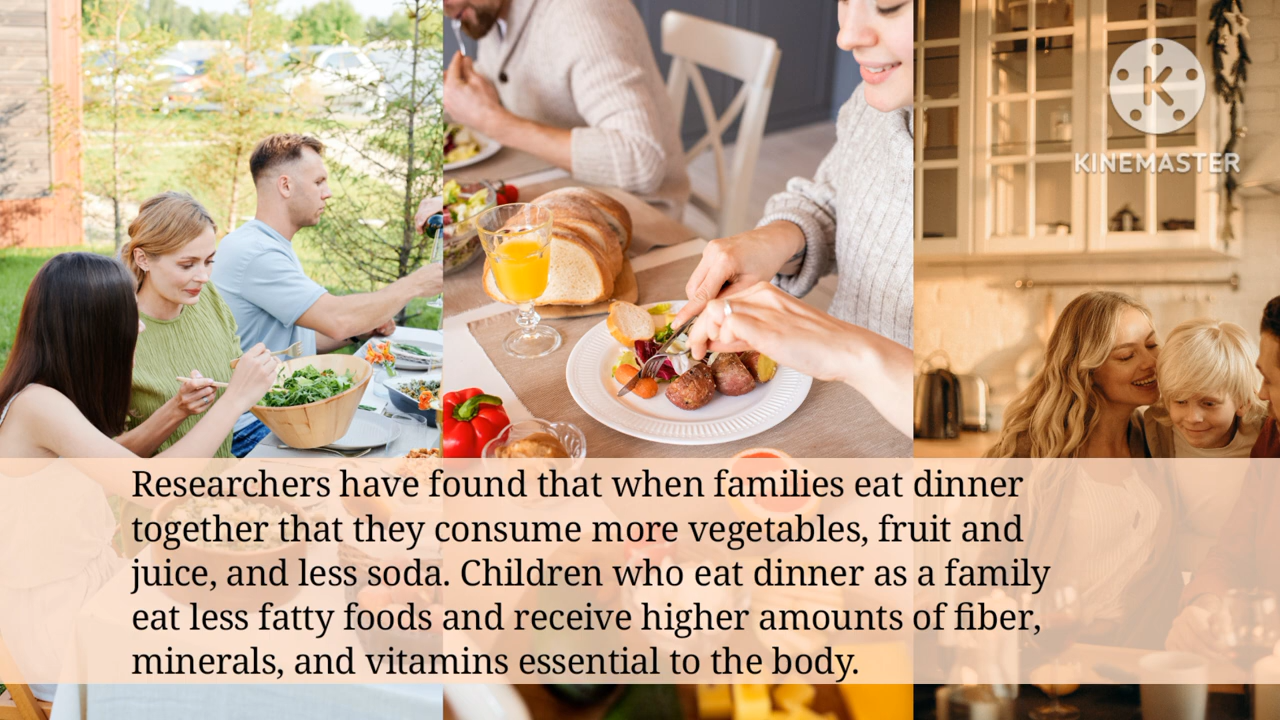 KINEMASTER
Researchers have found that when families eat dinner
together that they consume more vegetables, fruit and
juice, and less soda. Children who eat dinner as a family
eat less fatty foods and receive higher amounts of fiber,
minerals, and vitamins essential to the body.